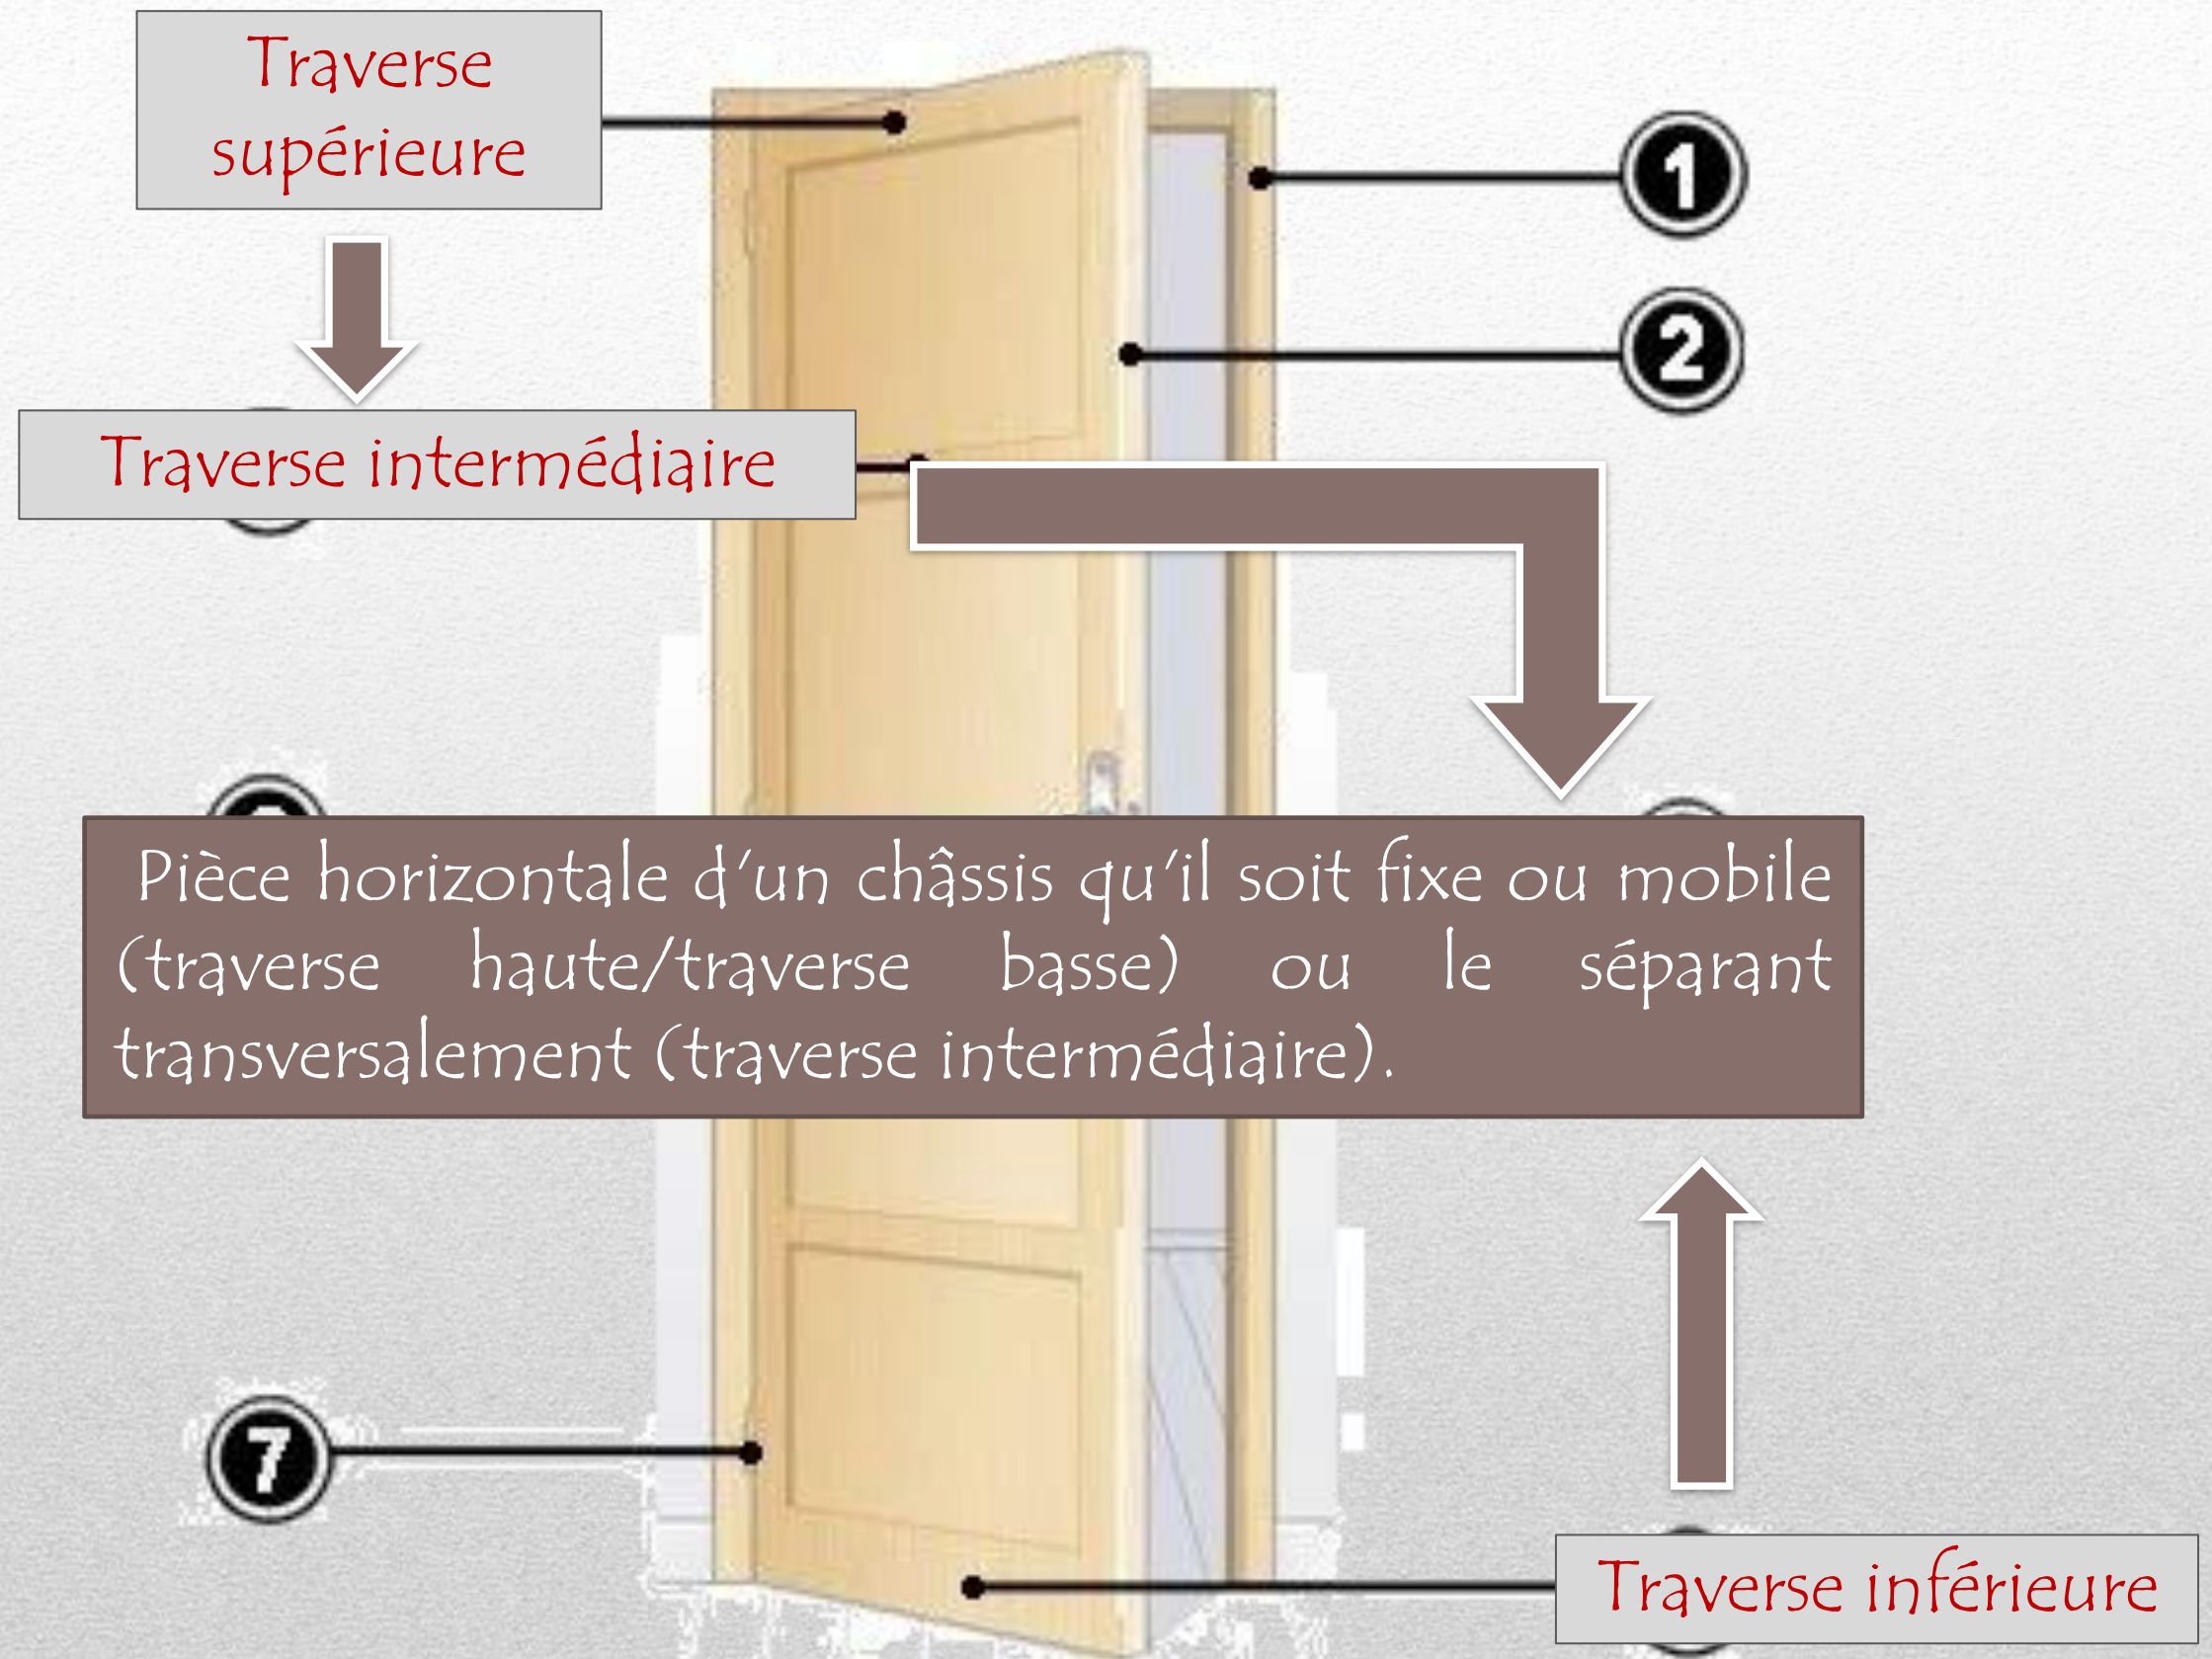 Traverse
supérieure
1
2
Traverse intermédiaire
Pièce horizontale d'un châssis qu'il soit fixe ou mobile
(traverse haute/traverse basse) ou le séparant
transversalement (traverse intermédiaire).
7
Traverse inférieure